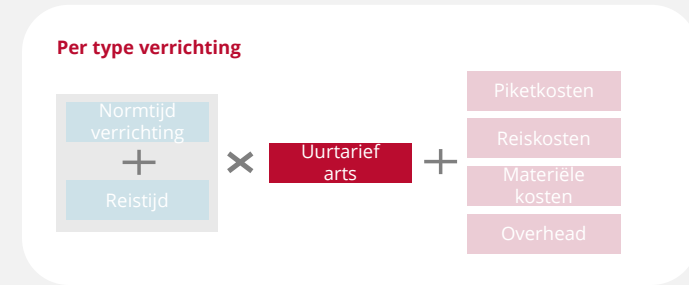 Per type verrichting
Normtijd
verrichting
+
Reistijd
×
Uurtarief
arts
+
Piketkosten
Reiskosten
Materiële
kosten
Overhead